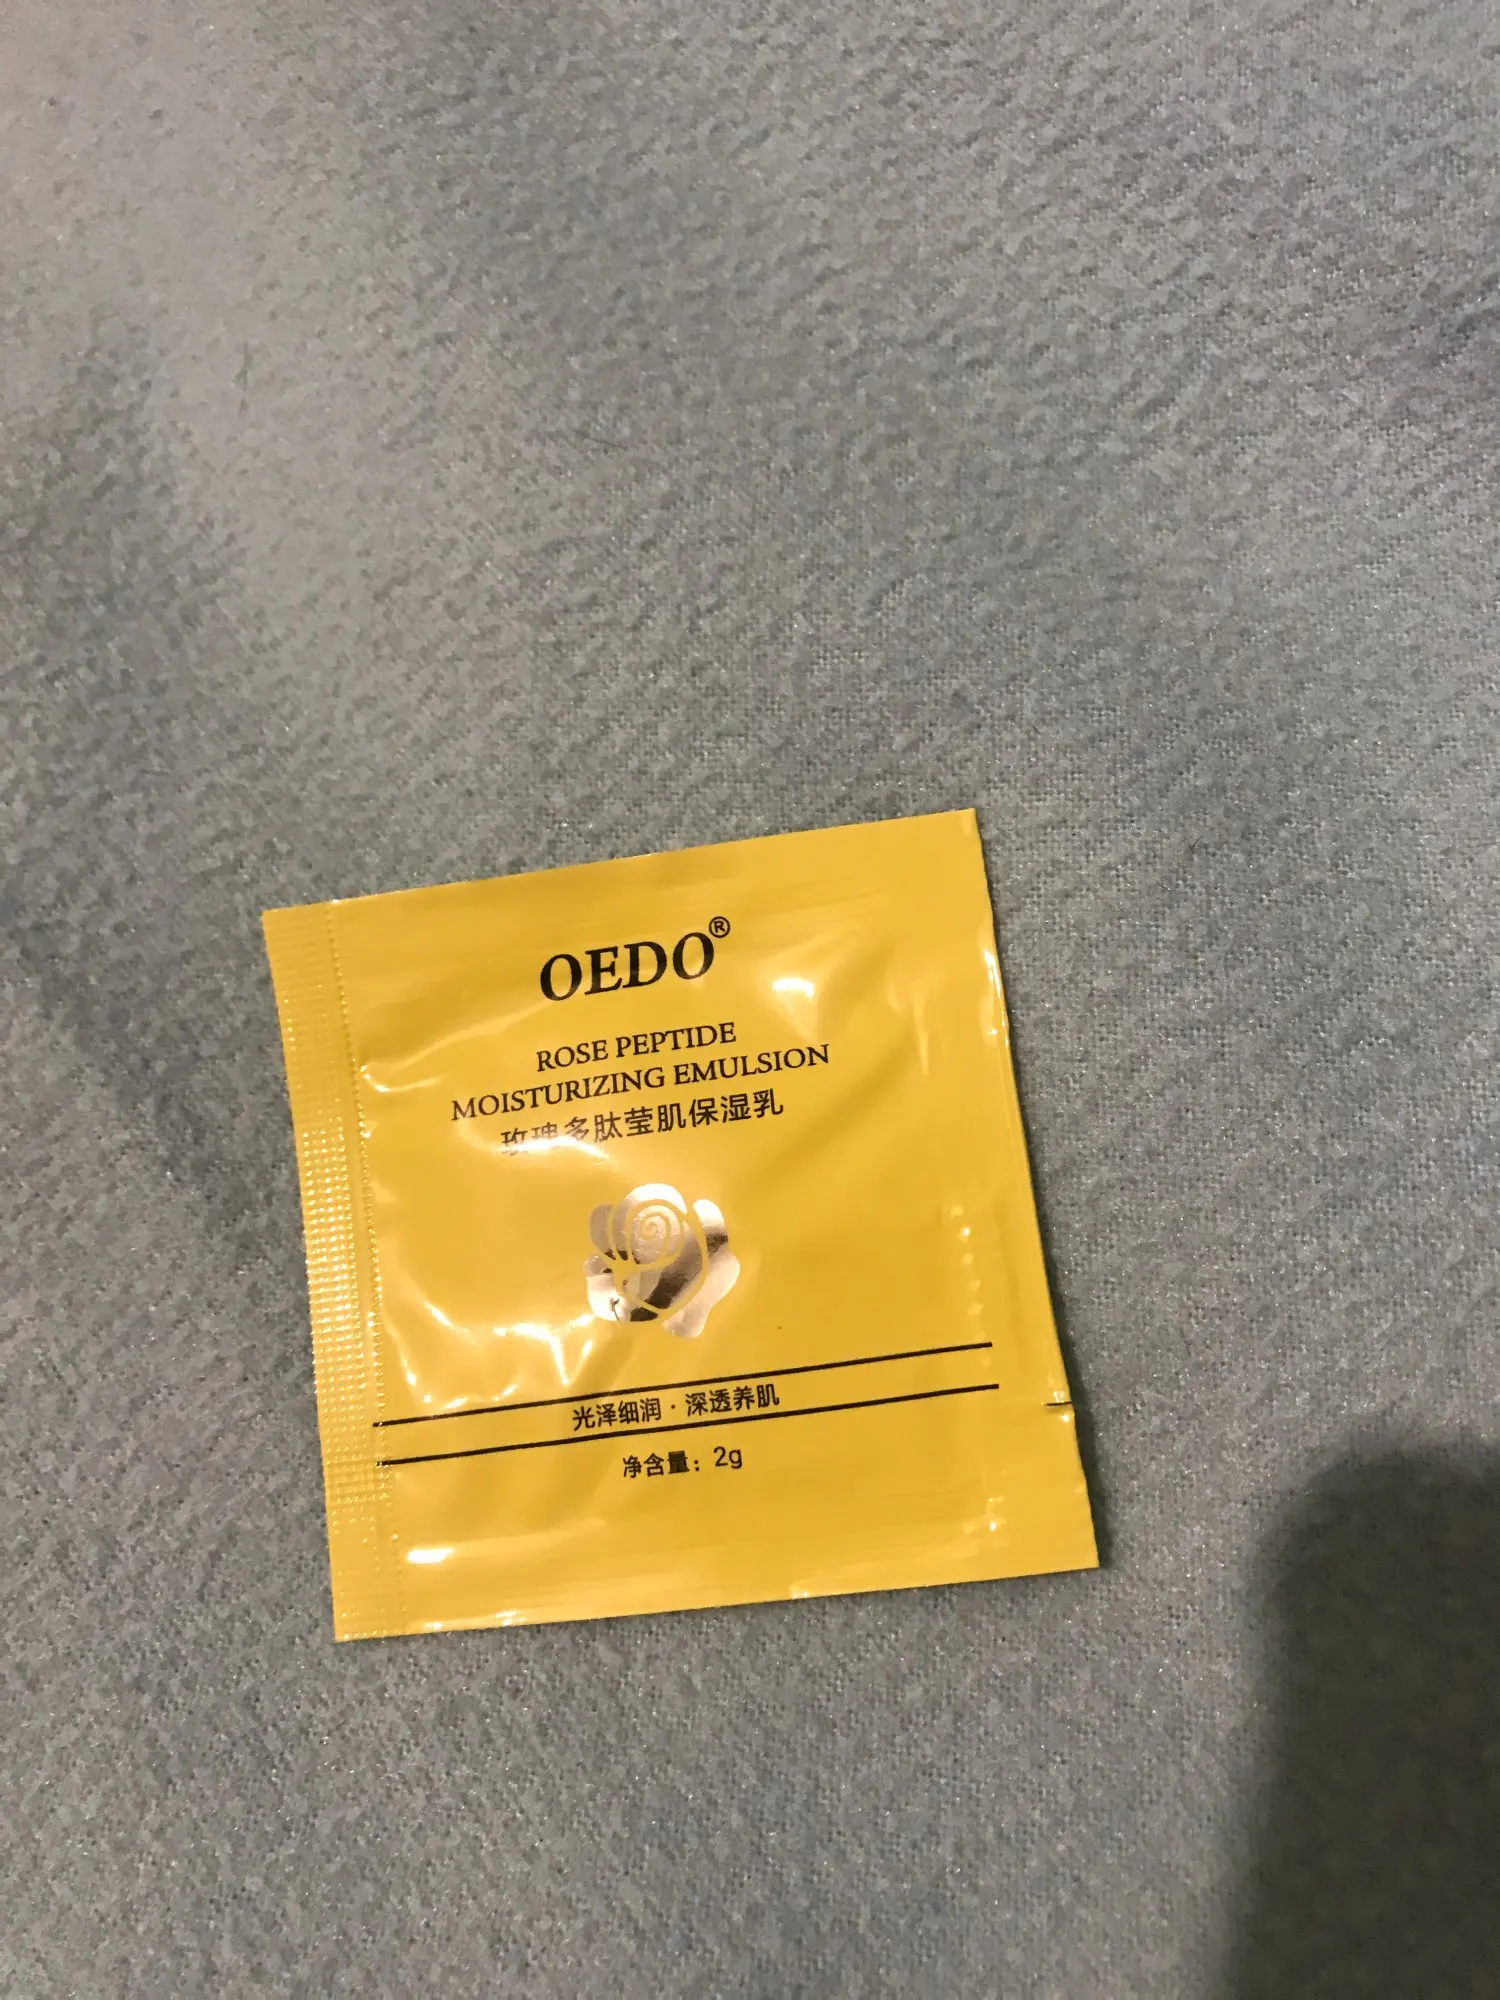 OEDO®
ROSE PEPTIDE
MOISTURIZING EMULSION
玫瑰多肽莹肌保湿乳
光泽细润·深透养肌
净含量：2g